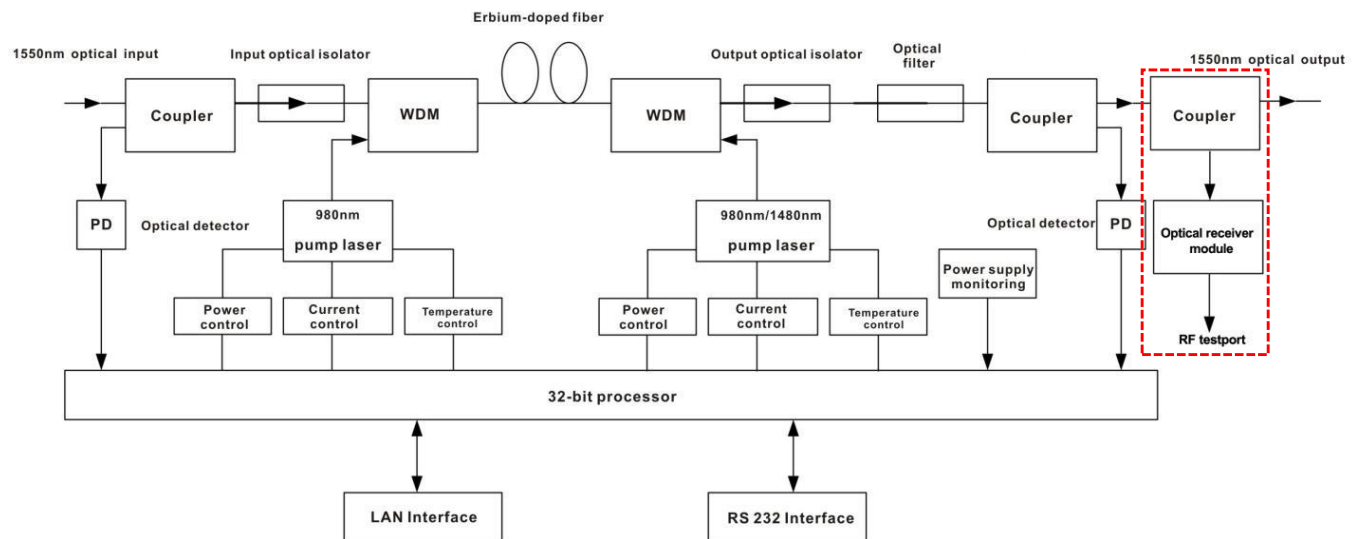 Erbium-doped fiber
1550nm optical input
Input optical isolator
Output optical isolator
Optical
filter
1550nm optical output
Coupler
WDM
WDM
Coupler
Coupler
PD
Optical detector
980nm
pump laser
980nm/1480nm
pump laser
Optical detector
PD
Optical receiver
module
Power supply
monitoring
Power
control
Current
control
Temperature
control
Power
control
Current
control
Temperature
control
RF testport
32-bit processor
LAN Interface
RS 232 Interface